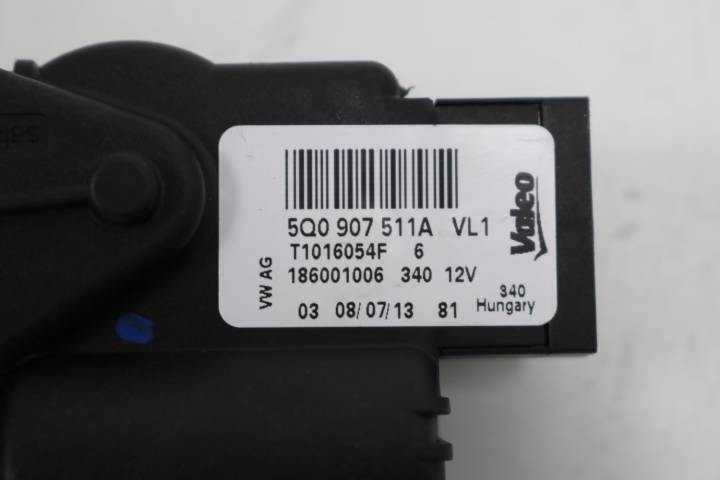 5Q0 907 511A VL1
T1016054F 6
186001006 340 12V
03 08/07/13 81
VW AG
Valeo
340
Hungary